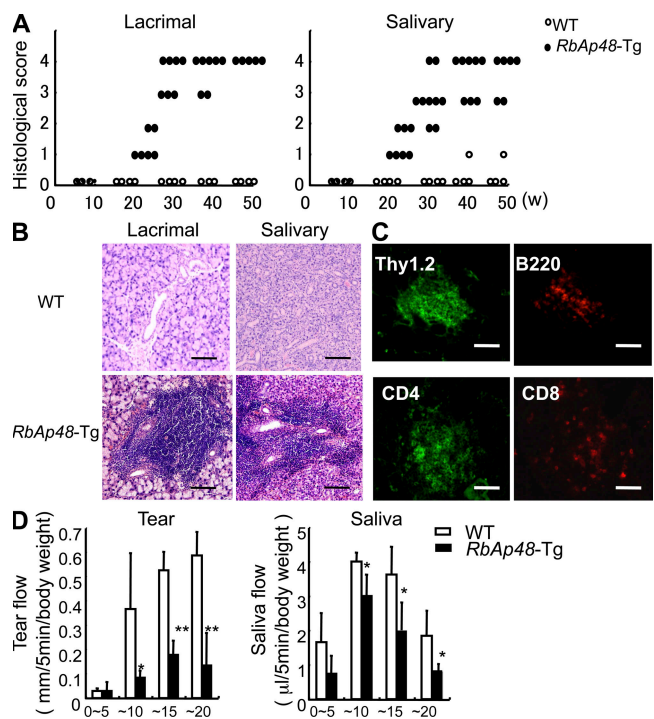 A
Lacrimal
Salivary
WT
RbAp48-Tg
Histological score
4
3
2
1
0
0 10 20 30 40 50
4
3
2
1
0
0 10 20 30 40 50 (w)
B
Lacrimal Salivary
WT
RbAp48-Tg
C
Thy1.2
B220
CD4
CD8
D
Tear
Tear flow
( mm/5min/body weight)
0.7
0.6
0.5
0.4
0.3
0.2
0.1
0
* ** **
0~5 ~10 ~15 ~20
Saliva
WT
RbAp48-Tg
Saliva flow
( μl/5min/body weight )
5
4
3
2
1
0
* * *
0~5 ~10 ~15 ~20